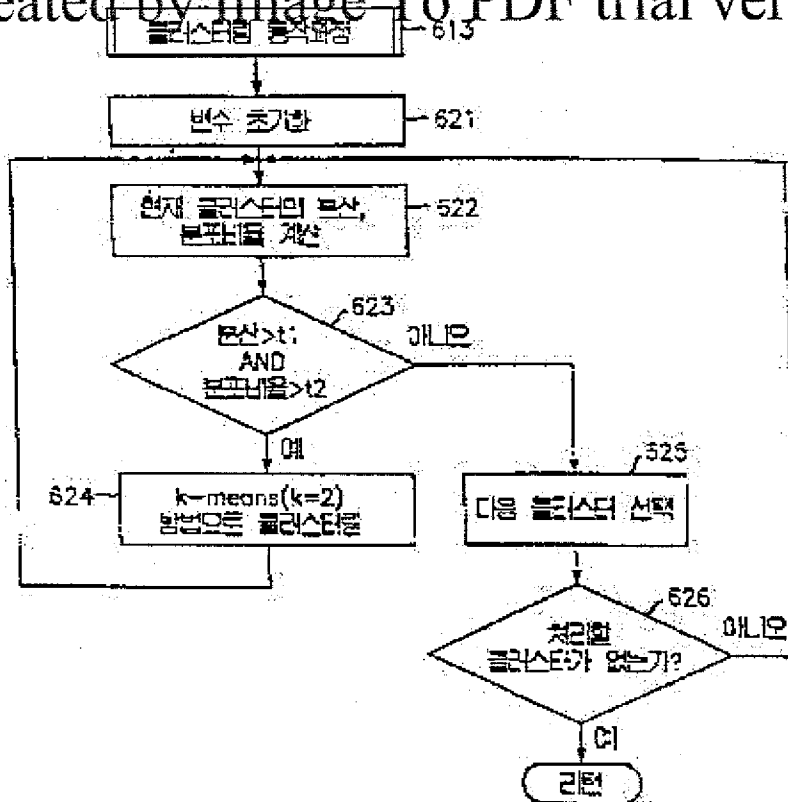 eated by Image To PDF trial ver
클러스터링 동작과정
613
변수 초기화
621
현재 클러스터의 분산,
분포비율 계산
622
623
분산>t1
AND
분포비율>t2
아니오
예
624
k-means(k=2)
방법으로 클러스터링
625
다음 클러스터 선택
626
처리할
클러스터가 없는가?
아니오
예
리턴